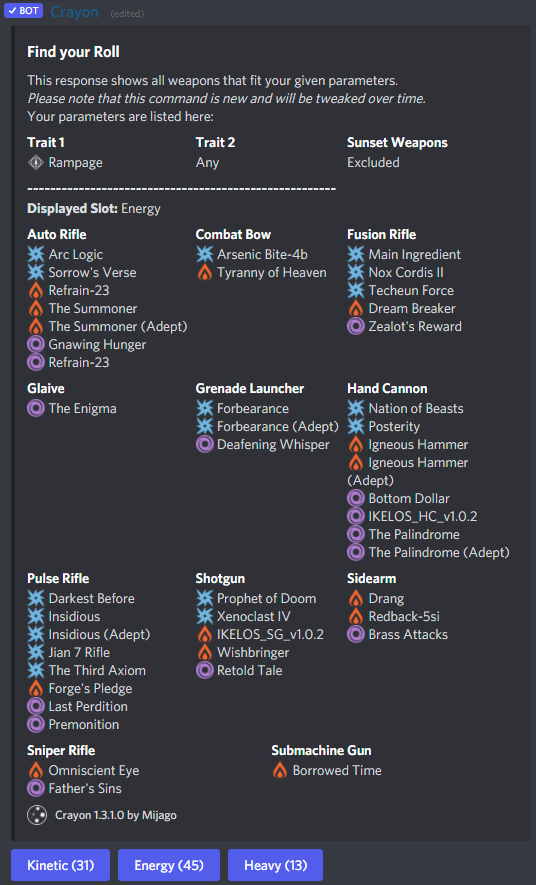 ✓ BOT Crayon (edited)
Find your Roll
This response shows all weapons that fit your given parameters.
Please note that this command is new and will be tweaked over time.
Your parameters are listed here:
Trait 1 Trait 2 Sunset Weapons
Rampage Any Excluded
~~~~~~~~~~~~~~~~~~~~~~~~~~~~~~~~~~~~~~~~~~~~~~~~~~~~~~
Displayed Slot: Energy
Auto Rifle
Arc Logic
Sorrow's Verse
Refrain-23
The Summoner
The Summoner (Adept)
Gnawing Hunger
Refrain-23
Combat Bow
Arsenic Bite-4b
Tyranny of Heaven
Fusion Rifle
Main Ingredient
Nox Cordis II
Techeun Force
Dream Breaker
Zealot's Reward
Glaive
The Enigma
Grenade Launcher
Forbearance
Forbearance (Adept)
Deafening Whisper
Hand Cannon
Nation of Beasts
Posterity
Igneous Hammer
Igneous Hammer
(Adept)
Bottom Dollar
IKELOS_HC_v1.0.2
The Palindrome
The Palindrome (Adept)
Pulse Rifle
Darkest Before
Insidious
Insidious (Adept)
Jian 7 Rifle
The Third Axiom
Forge's Pledge
Last Perdition
Premonition
Shotgun
Prophet of Doom
Xenoclast IV
IKELOS_SG_v1.0.2
Wishbringer
Retold Tale
Sidearm
Drang
Redback-5si
Brass Attacks
Sniper Rifle
Omniscient Eye
Father's Sins
Submachine Gun
Borrowed Time
Crayon 1.3.1.0 by Mijago
Kinetic (31) Energy (45) Heavy (13)